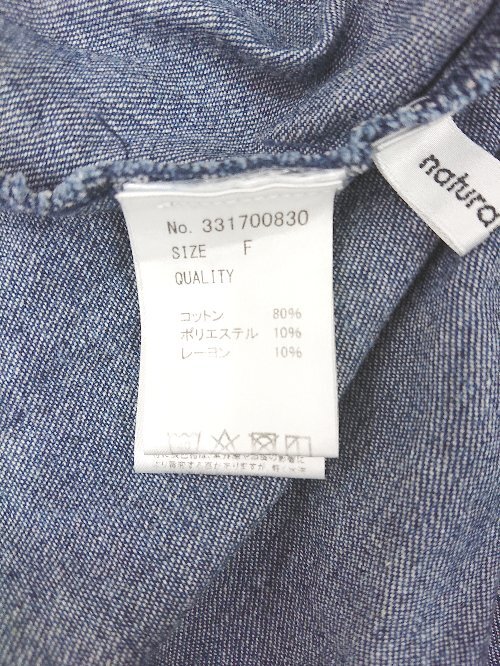 No. 331700830
SIZE F
QUALITY
コットン 80%
ポリエステル 10%
レーヨン 10%
natura